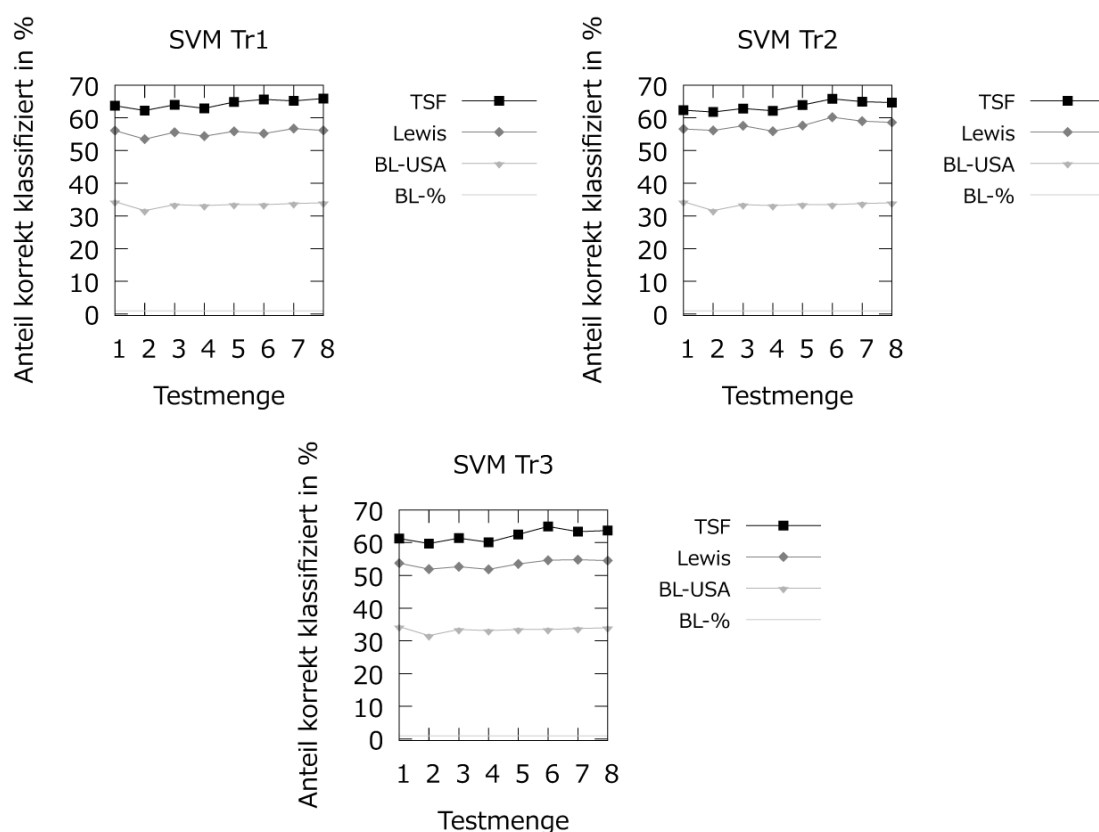 SVM Tr1
Anteil korrekt klassifiziert in %
70
60
50
40
30
20
10
0
1 2 3 4 5 6 7 8
Testmenge
TSF
Lewis
BL-USA
BL-%
SVM Tr2
Anteil korrekt klassifiziert in %
70
60
50
40
30
20
10
0
1 2 3 4 5 6 7 8
Testmenge
TSF
Lewis
BL-USA
BL-%
SVM Tr3
Anteil korrekt klassifiziert in %
70
60
50
40
30
20
10
0
1 2 3 4 5 6 7 8
Testmenge
TSF
Lewis
BL-USA
BL-%